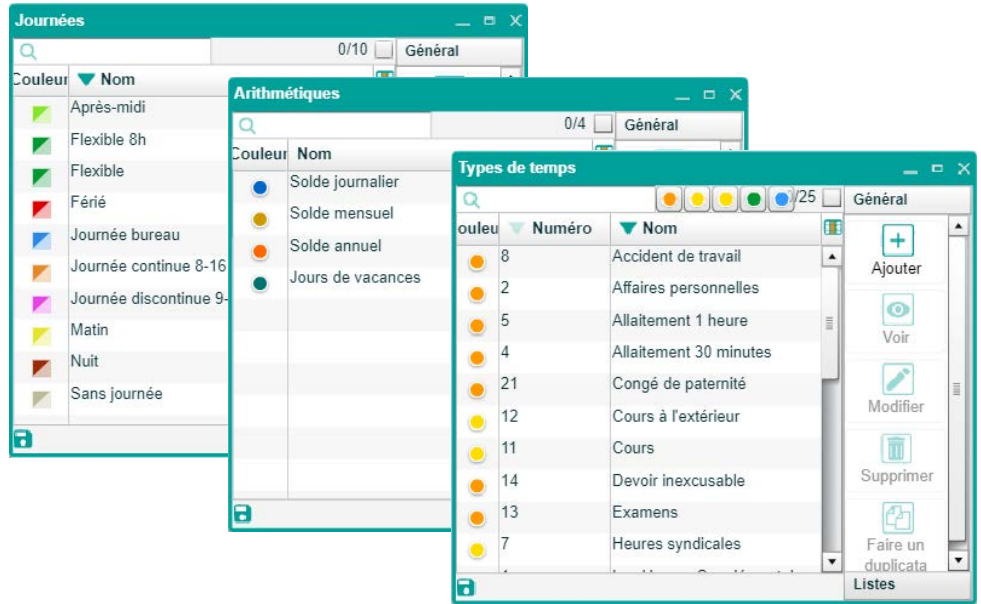 Journées
0/10 Général
Couleur Nom
Après-midi
Flexible 8h
Flexible
Férié
Journée bureau
Journée continue 8-16
Journée discontinue 9-
Matin
Nuit
Sans journée
Arithmétiques
0/4 Général
Couleur Nom
Solde journalier
Solde mensuel
Solde annuel
Jours de vacances
Types de temps
/25 Général
ouleu Numéro Nom
8 Accident de travail
2 Affaires personnelles
5 Allaitement 1 heure
4 Allaitement 30 minutes
21 Congé de paternité
12 Cours à l'extérieur
11 Cours
14 Devoir inexcusable
13 Examens
7 Heures syndicales
Ajouter
Voir
Modifier
Supprimer
Faire un
duplicata
Listes